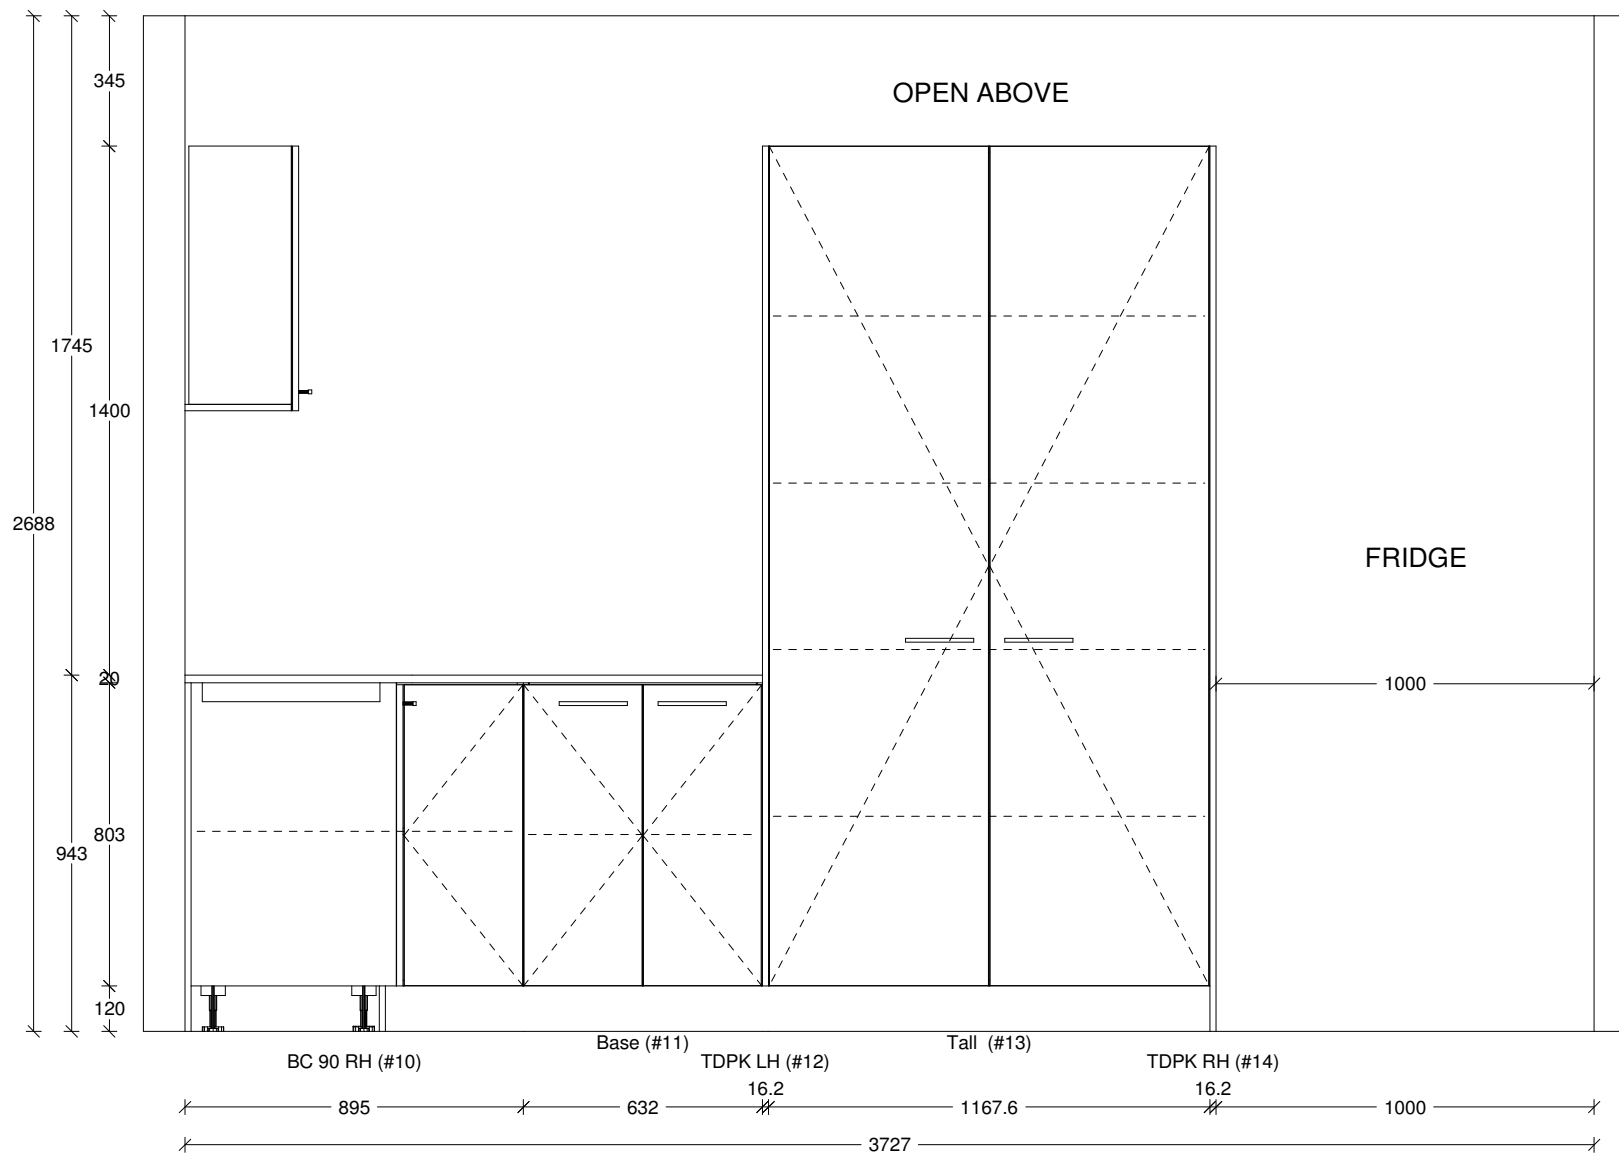 345
OPEN ABOVE
1745
1400
2688
FRIDGE
20
1000
803
943
120
Base (#11)
Tall (#13)
BC 90 RH (#10)
TDPK LH (#12)
TDPK RH (#14)
16.2
16.2
895
632
1167.6
1000
3727